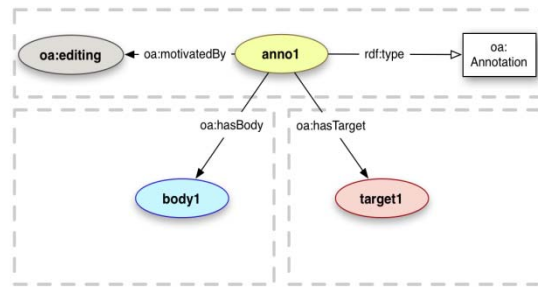 oa:editing
oa:motivatedBy
anno1
rdf:type
oa:
Annotation
oa:hasBody
oa:hasTarget
body1
target1